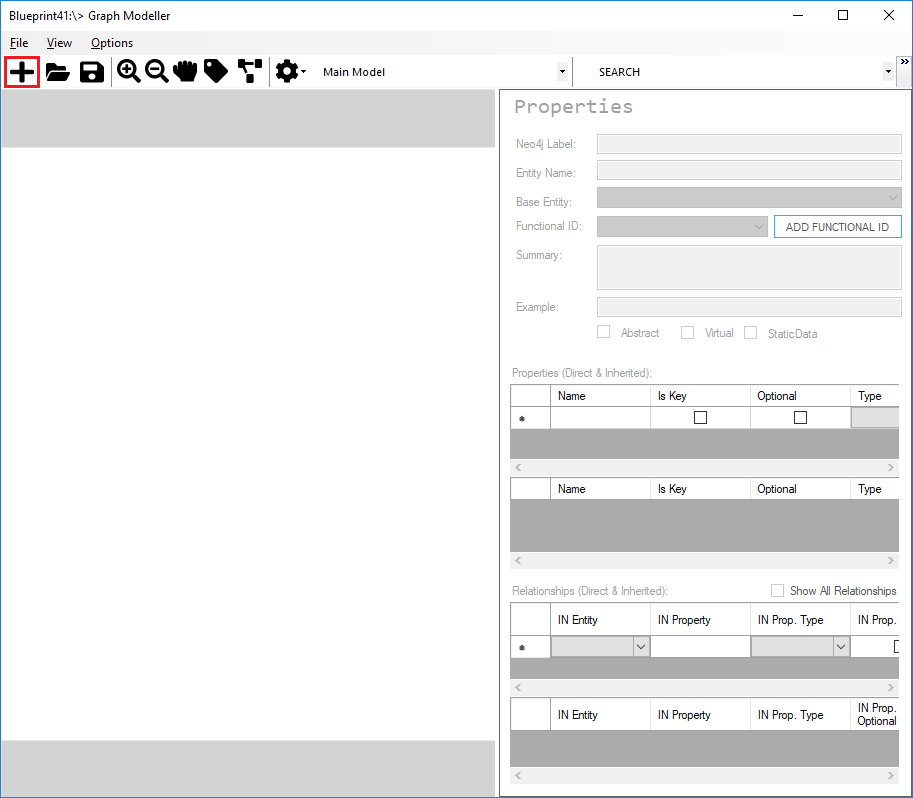 Blueprint41:\> Graph Modeller
File View Options
Main Model SEARCH
Properties
Neo4j Label:
Entity Name:
Base Entity:
Functional ID: ADD FUNCTIONAL ID
Summary:
Example:
Abstract Virtual StaticData
Properties (Direct & Inherited):
Name Is Key Optional Type
Name Is Key Optional Type
Relationships (Direct & Inherited): Show All Relationships
IN Entity IN Property IN Prop. Type IN Prop.
IN Entity IN Property IN Prop. Type IN Prop. Optional